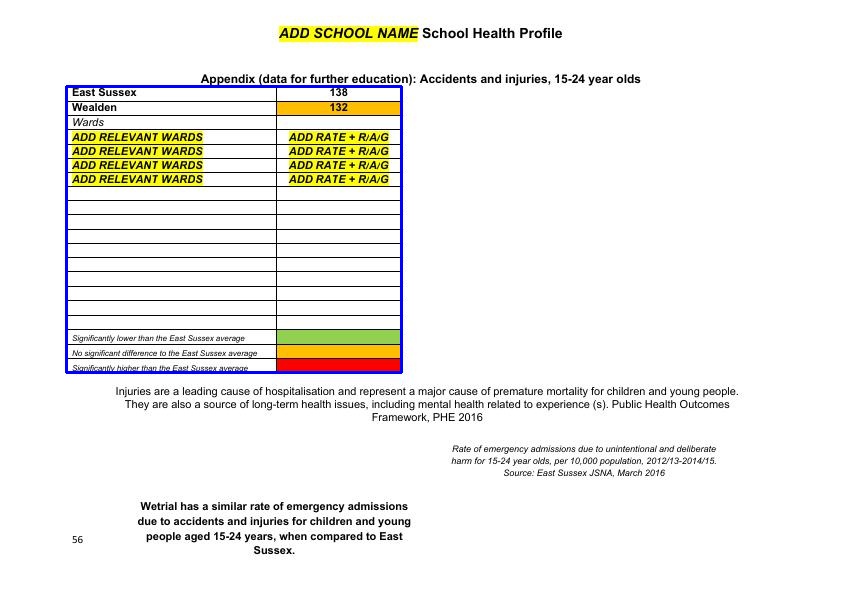 ADD SCHOOL NAME School Health Profile
Appendix (data for further education): Accidents and injuries, 15-24 year olds
East Sussex 138
Wealden 132
Wards
ADD RELEVANT WARDS ADD RATE + R/A/G
ADD RELEVANT WARDS ADD RATE + R/A/G
ADD RELEVANT WARDS ADD RATE + R/A/G
ADD RELEVANT WARDS ADD RATE + R/A/G
Significantly lower than the East Sussex average
No significant difference to the East Sussex average
Significantly higher than the East Sussex average
Injuries are a leading cause of hospitalisation and represent a major cause of premature mortality for children and young people.
They are also a source of long-term health issues, including mental health related to experience (s). Public Health Outcomes
Framework, PHE 2016
Rate of emergency admissions due to unintentional and deliberate
harm for 15-24 year olds, per 10,000 population, 2012/13-2014/15.
Source: East Sussex JSNA, March 2016
Wetrial has a similar rate of emergency admissions
due to accidents and injuries for children and young
people aged 15-24 years, when compared to East
Sussex.
56